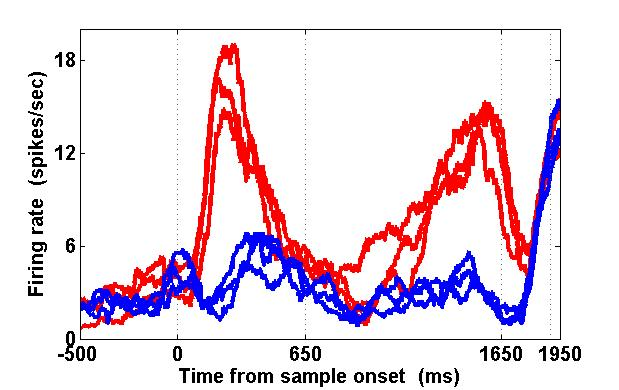 18
12
6
0
Firing rate (spikes/sec)
-500 0 650 1650 1950
Time from sample onset (ms)